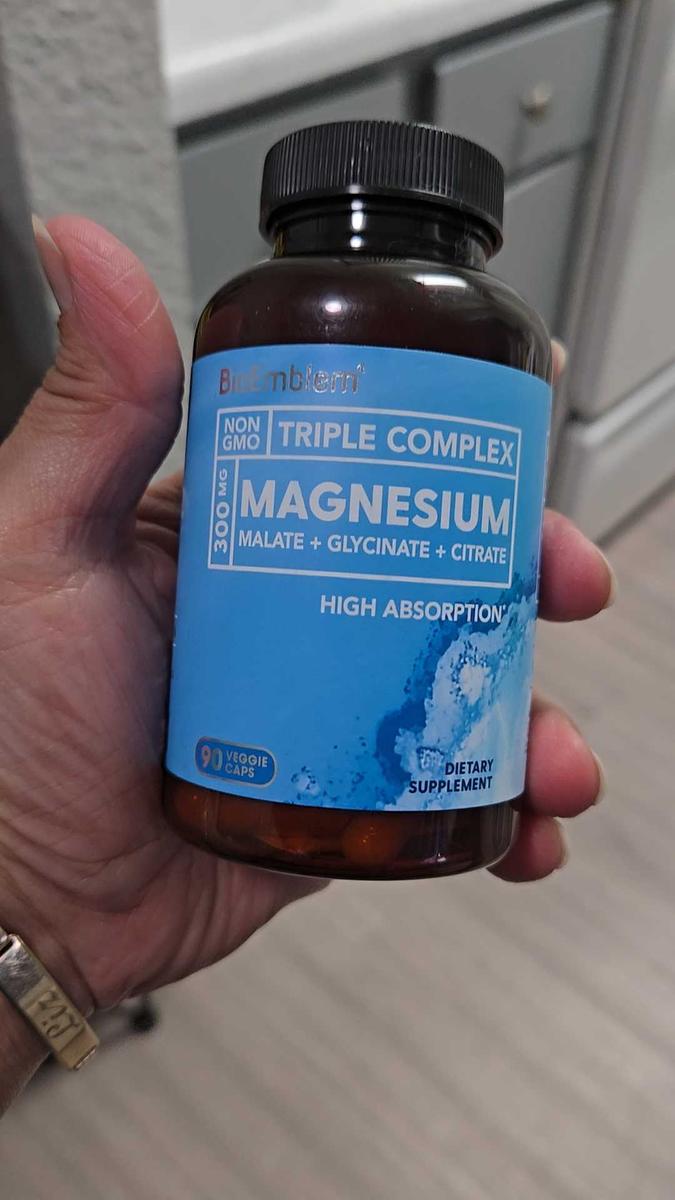 BioEmblem
NON
GMO
TRIPLE COMPLEX
300 MG
MAGNESIUM
MALATE + GLYCINATE + CITRATE
HIGH ABSORPTION*
90 VEGGIE
CAPS
DIETARY
SUPPLEMENT